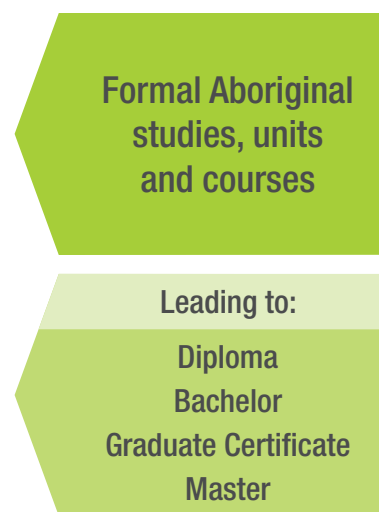 Formal Aboriginal
studies, units
and courses
Leading to:
Diploma
Bachelor
Graduate Certificate
Master